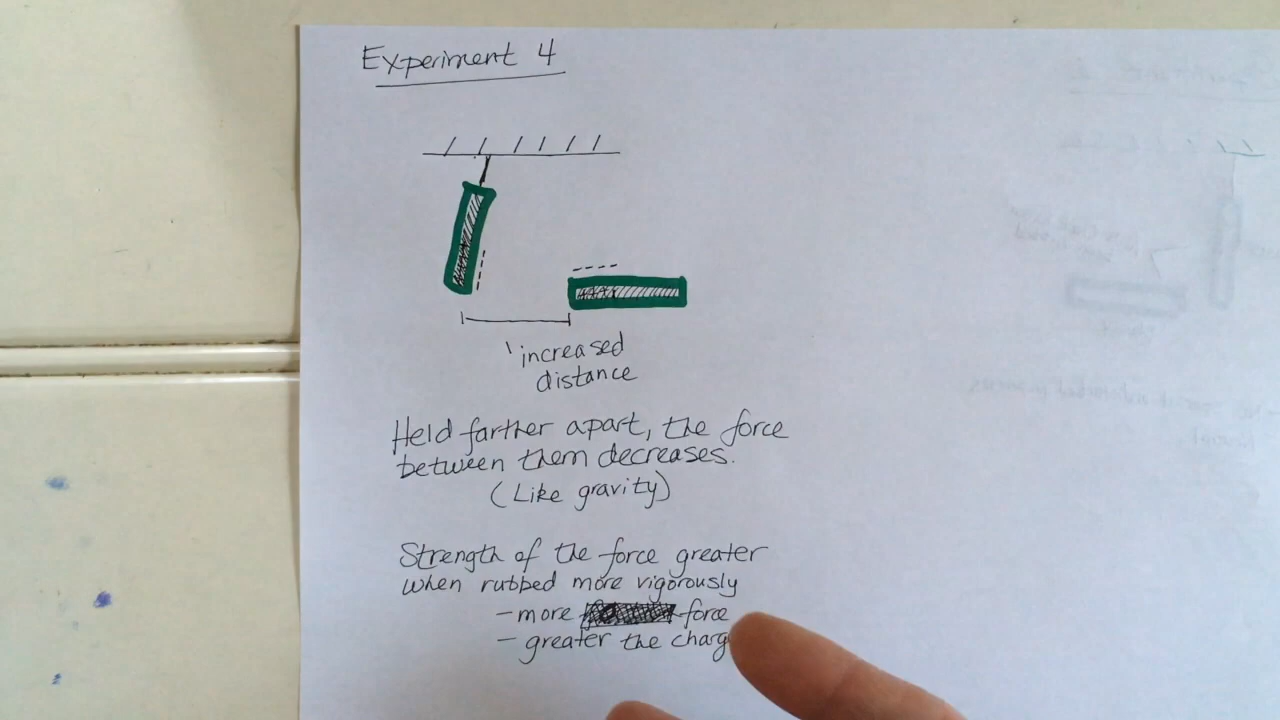 Experiment 4
increased
distance
Held farther apart, the force
between them decreases.
(Like gravity)
Strength of the force greater
when rubbed more vigorously
- more force
- greater the charg